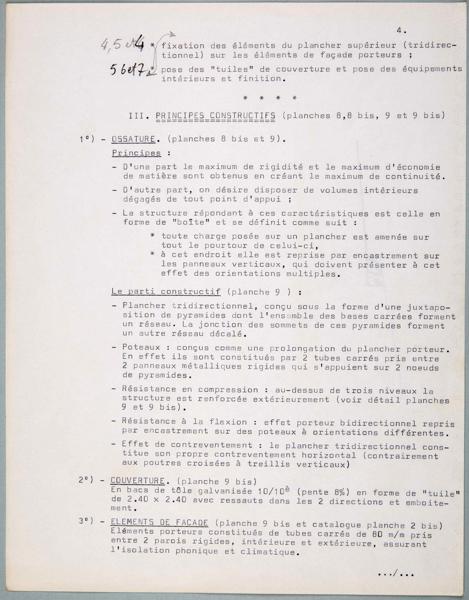 4.
4,5 et 4 * fixation des éléments du plancher supérieur (tridirec-
tionnel) sur les éléments de façade porteurs ;
5 6 et 7 * pose des "tuiles" de couverture et pose des équipements
intérieurs et finition.
* * * *
III. PRINCIPES CONSTRUCTIFS (planches 8,8 bis, 9 et 9 bis)
1°) - OSSATURE. (planches 8 bis et 9).
Principes :
- D'une part le maximum de rigidité et le maximum d'économie
de matière sont obtenus en créant le maximum de continuité.
- D'autre part, on désire disposer de volumes intérieurs
dégagés de tout point d'appui ;
- La structure répondant à ces caractéristiques est celle en
forme de "boîte" et se définit comme suit :
* toute charge posée sur un plancher est amenée sur
tout le pourtour de celui-ci,
* à cet endroit elle est reprise par encastrement sur
les panneaux verticaux, qui doivent présenter à cet
effet des orientations multiples.
Le parti constructif (planche 9 ) :
- Plancher tridirectionnel, conçu sous la forme d'une juxtapo-
sition de pyramides dont l'ensemble des bases carrées forment
un réseau. La jonction des sommets de ces pyramides forment
un autre réseau décalé.
- Poteaux : conçus comme une prolongation du plancher porteur.
En effet ils sont constitués par 2 tubes carrés pris entre
2 panneaux métalliques rigides qui s'appuient sur 2 noeuds
de pyramides.
- Résistance en compression : au-dessus de trois niveaux la
structure est renforcée extérieurement (voir détail planches
9 et 9 bis).
- Résistance à la flexion : effet porteur bidirectionnel repris
par encastrement sur des poteaux à orientations différentes.
- Effet de contreventement : le plancher tridirectionnel cons-
titue son propre contreventement horizontal (contrairement
aux poutres croisées à treillis verticaux)
2°) - COUVERTURE. (planche 9 bis)
En bacs de tôle galvanisée 10/10è (pente 8%) en forme de "tuile"
de 2.40 x 2.40 avec ressauts dans les 2 directions et emboite-
ment.
3°) - ELEMENTS DE FACADE (planche 9 bis et catalogue planche 2 bis)
Eléments porteurs constitués de tubes carrés de 80 m/m pris
entre 2 parois rigides, intérieure et extérieure, assurant
l'isolation phonique et climatique.
.../...